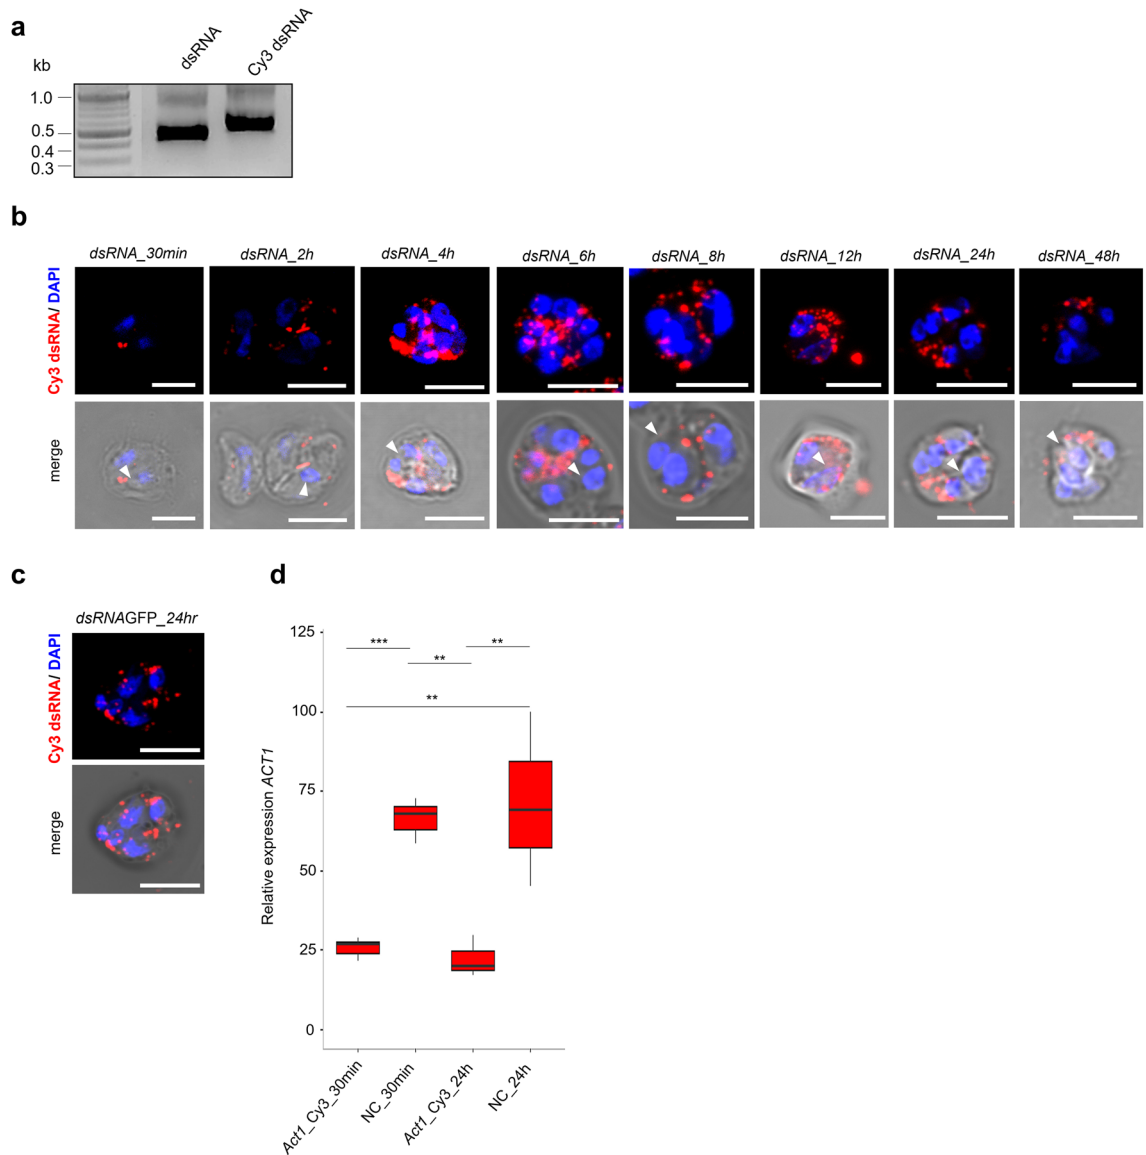 a
kb
dsRNA
Cy3 dsRNA
1.0
0.5
0.4
0.3
b
dsRNA_30min
dsRNA_2h
dsRNA_4h
dsRNA_6h
dsRNA_8h
dsRNA_12h
dsRNA_24h
dsRNA_48h
Cy3 dsRNA/ DAPI
merge
c
dsRNAGFP_24hr
Cy3 dsRNA/ DAPI
merge
d
125
100
75
50
25
0
Relative expression ACT1
***
**
**
**
Act1_Cy3_30min
NC_30min
Act1_Cy3_24h
NC_24h